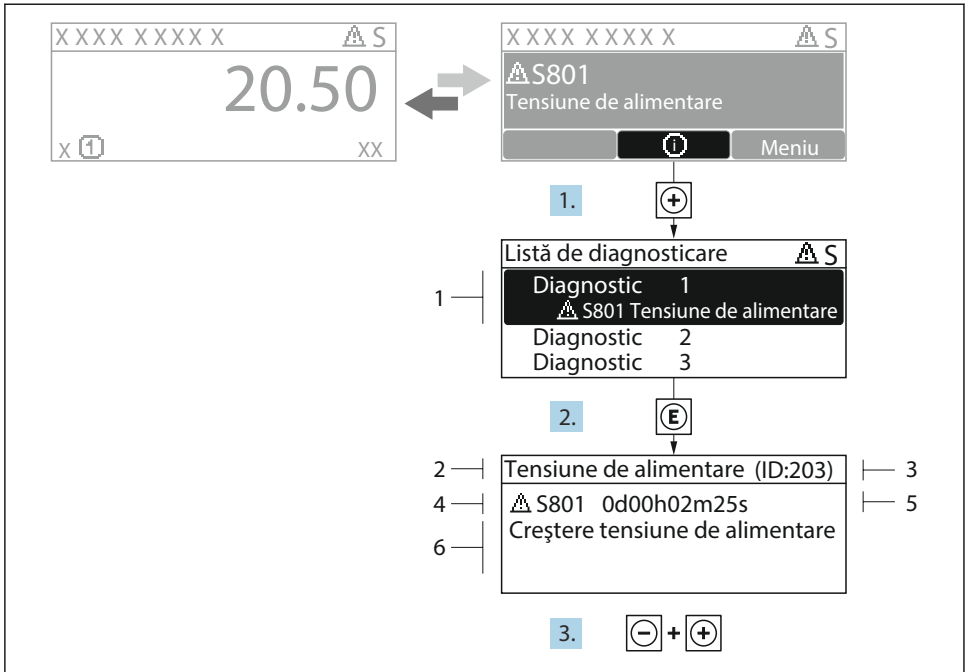 X XXXX X XXXX X S
20.50
X 1 XX
X XXXX X XXXX X S
S801
Tensiune de alimentare
i Meniu
1. +
Listă de diagnosticare S
1
Diagnostic 1
S801 Tensiune de alimentare
Diagnostic 2
Diagnostic 3
2. E
2 Tensiune de alimentare (ID:203) 3
4 S801 0d00h02m25s 5
6 Creştere tensiune de alimentare
3. - + +